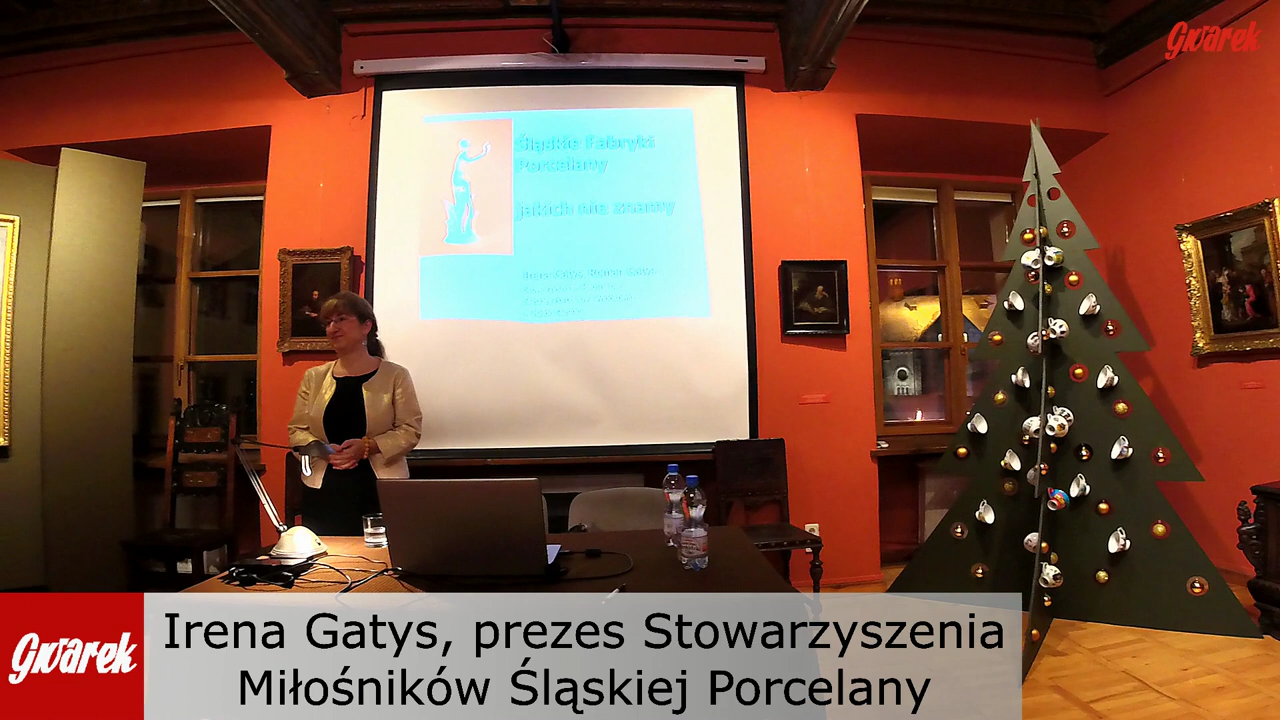 Gwarek
Śląskie Fabryki
Porcelany
jakich nie znamy
Gwarek
Irena Gatys, prezes Stowarzyszenia
Miłośników Śląskiej Porcelany